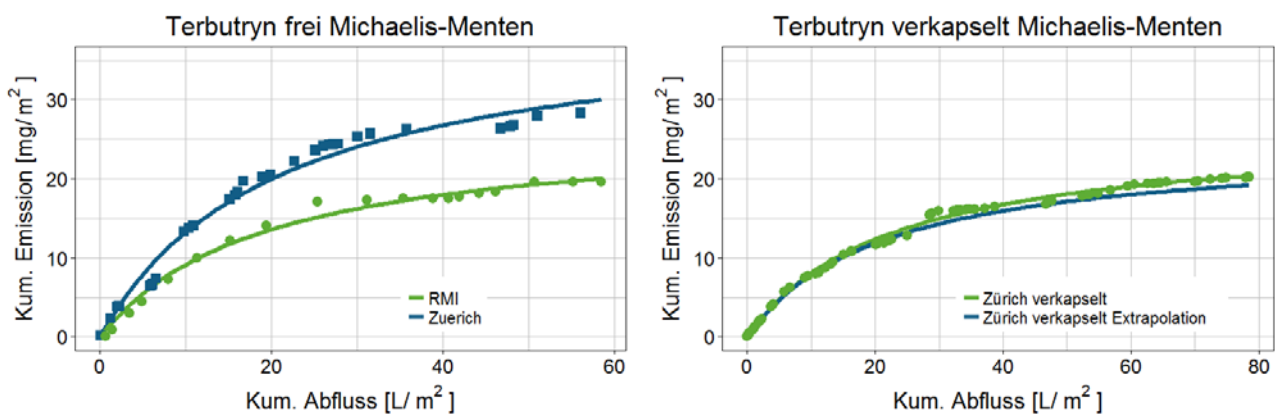 Terbutryn frei Michaelis-Menten
Kum. Emission [mg/ m²]
30
20
10
0
RMI
Zuerich
0 20 40 60
Kum. Abfluss [L/ m²]
Terbutryn verkapselt Michaelis-Menten
Kum. Emission [mg/ m²]
30
20
10
0
Zürich verkapselt
Zürich verkapselt Extrapolation
0 20 40 60 80
Kum. Abfluss [L/ m²]